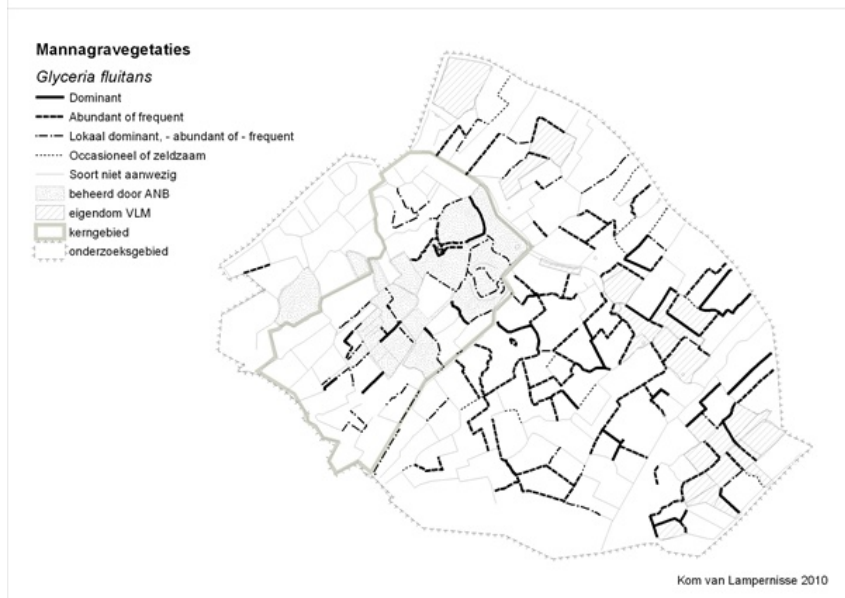 Mannagravegetaties
Glyceria fluitans
Dominant
Abundant of frequent
Lokaal dominant, - abundant of - frequent
Occasioneel of zeldzaam
Soort niet aanwezig
beheerd door ANB
eigendom VLM
kerngebied
onderzoeksgebied
Kom van Lampernisse 2010